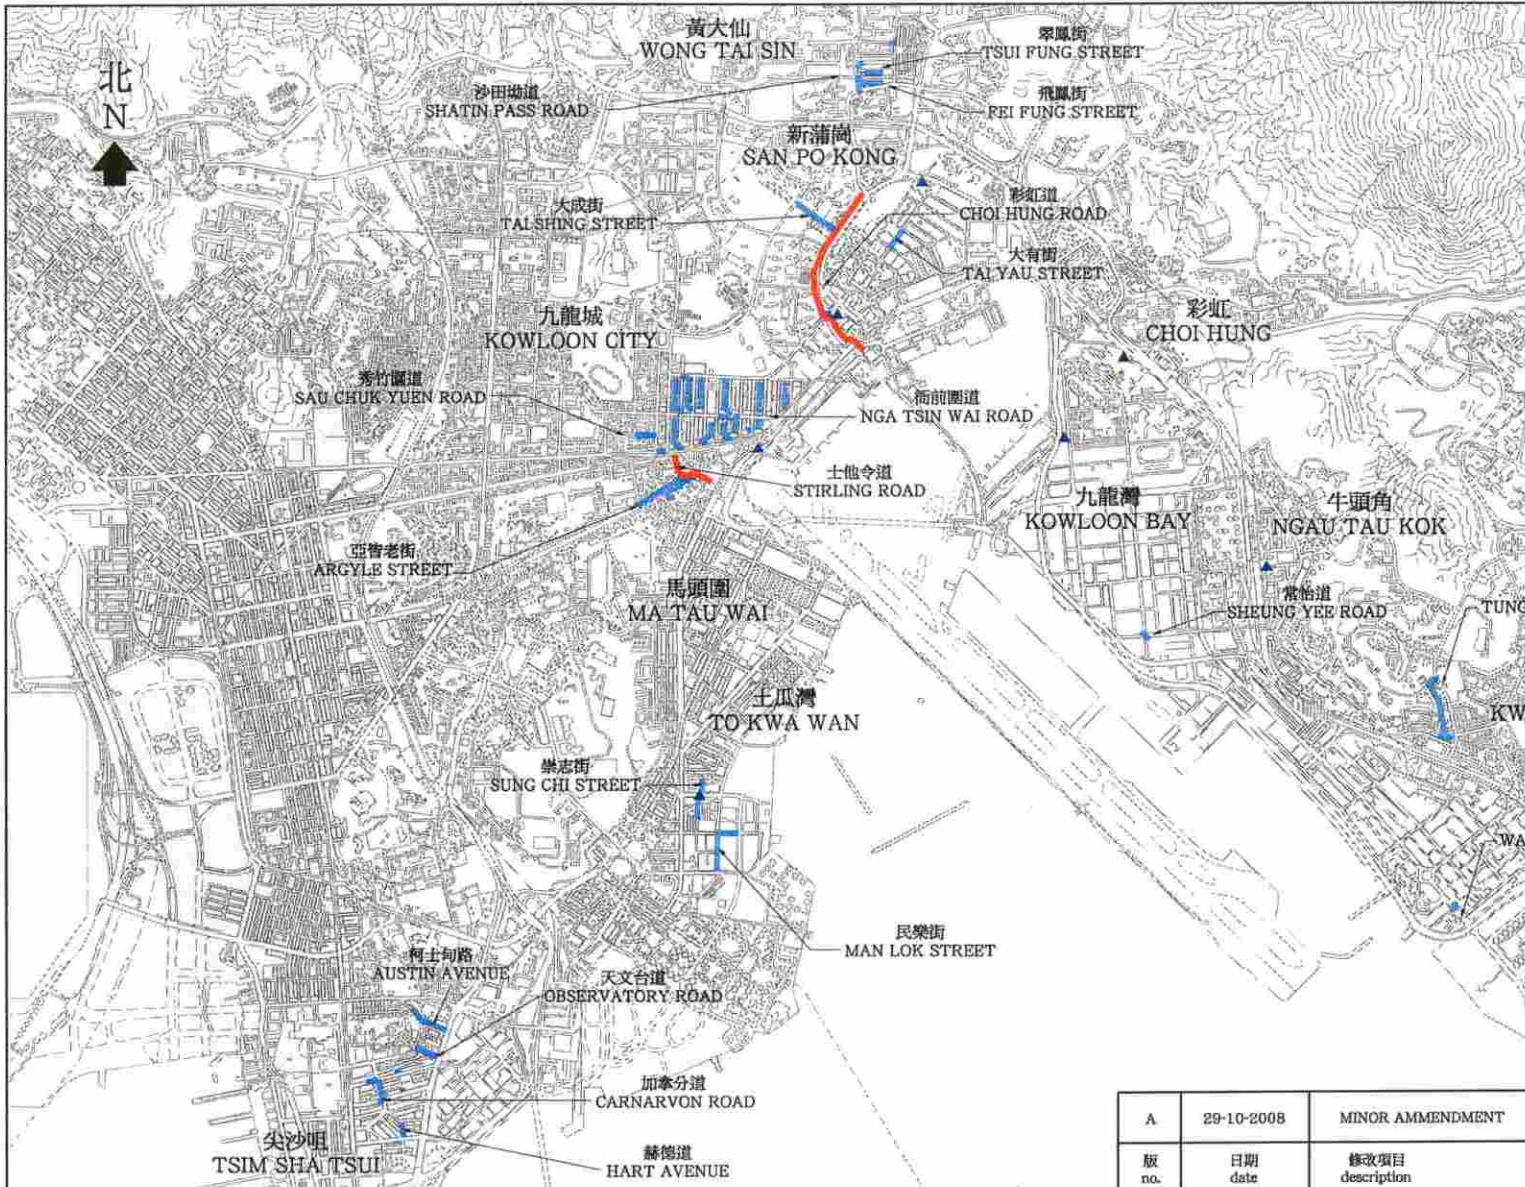 黃大仙
WONG TAI SIN
翠鳳街
TSUI FUNG STREET
北
N
沙田坳道
SHATIN PASS ROAD
飛鳳街
FEI FUNG STREET
新蒲崗
SAN PO KONG
大成街
TAI SHING STREET
彩虹道
CHOI HUNG ROAD
大有街
TAI YAU STREET
九龍城
KOWLOON CITY
彩虹
CHOI HUNG
秀竹園道
SAU CHUK YUEN ROAD
衙前圍道
NGA TSIN WAI ROAD
士他令道
STIRLING ROAD
九龍灣
KOWLOON BAY
牛頭角
NGAU TAU KOK
亞皆老街
ARGYLE STREET
馬頭圍
MA TAU WAI
常怡道
SHEUNG YEE ROAD
TUNG
土瓜灣
TO KWA WAN
KW
崇志街
SUNG CHI STREET
WA
民樂街
MAN LOK STREET
柯士甸路
AUSTIN AVENUE
天文台道
OBSERVATORY ROAD
加拿分道
CARNARVON ROAD
尖沙咀
TSIM SHA TSUI
赫德道
HART AVENUE
A 29-10-2008 MINOR AMMENDMENT
版 日期 修改項目
no. date description